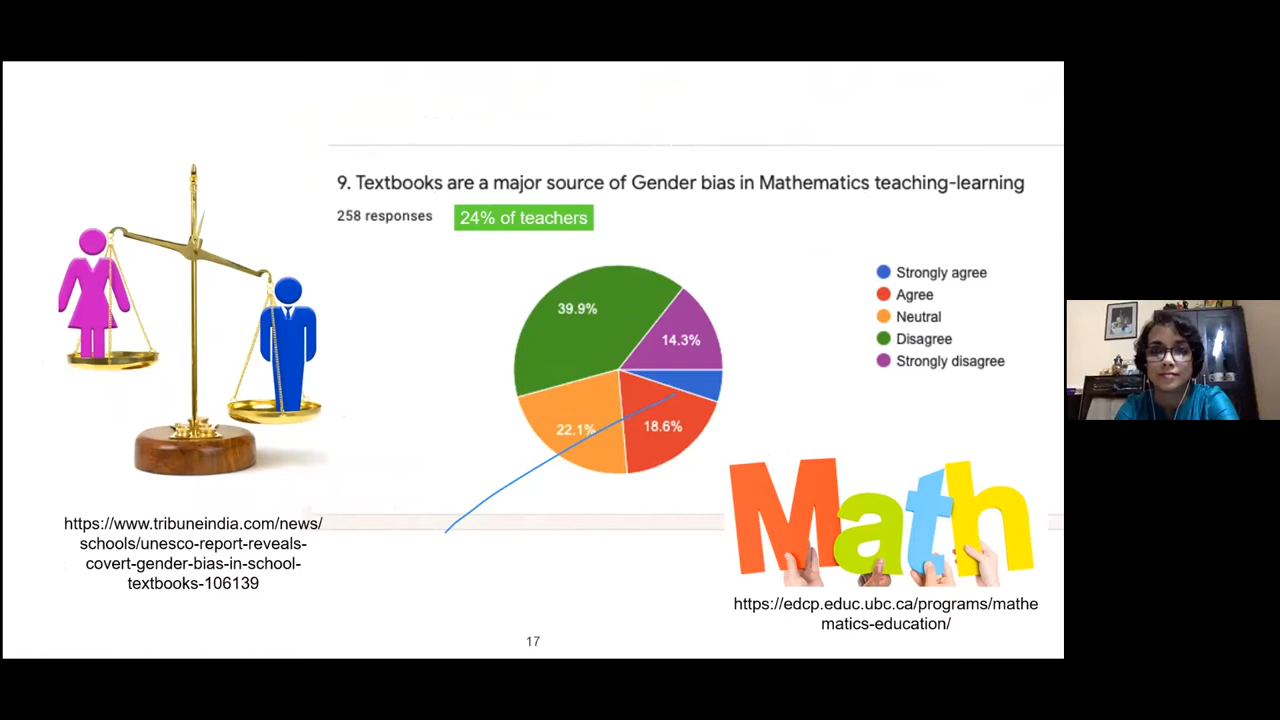 9. Textbooks are a major source of Gender bias in Mathematics teaching-learning
258 responses
24% of teachers
39.9%
14.3%
22.1%
18.6%
Strongly agree
Agree
Neutral
Disagree
Strongly disagree
https://www.tribuneindia.com/news/
schools/unesco-report-reveals-
covert-gender-bias-in-school-
textbooks-106139
Math
https://edcp.educ.ubc.ca/programs/mathe
matics-education/
17